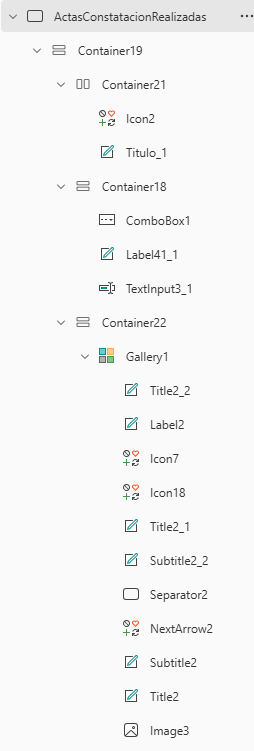 ActasConstatacionRealizadas
Container19
Container21
Icon2
Titulo_1
Container18
ComboBox1
Label41_1
TextInput3_1
Container22
Gallery1
Title2_2
Label2
Icon7
Icon18
Title2_1
Subtitle2_2
Separator2
NextArrow2
Subtitle2
Title2
Image3